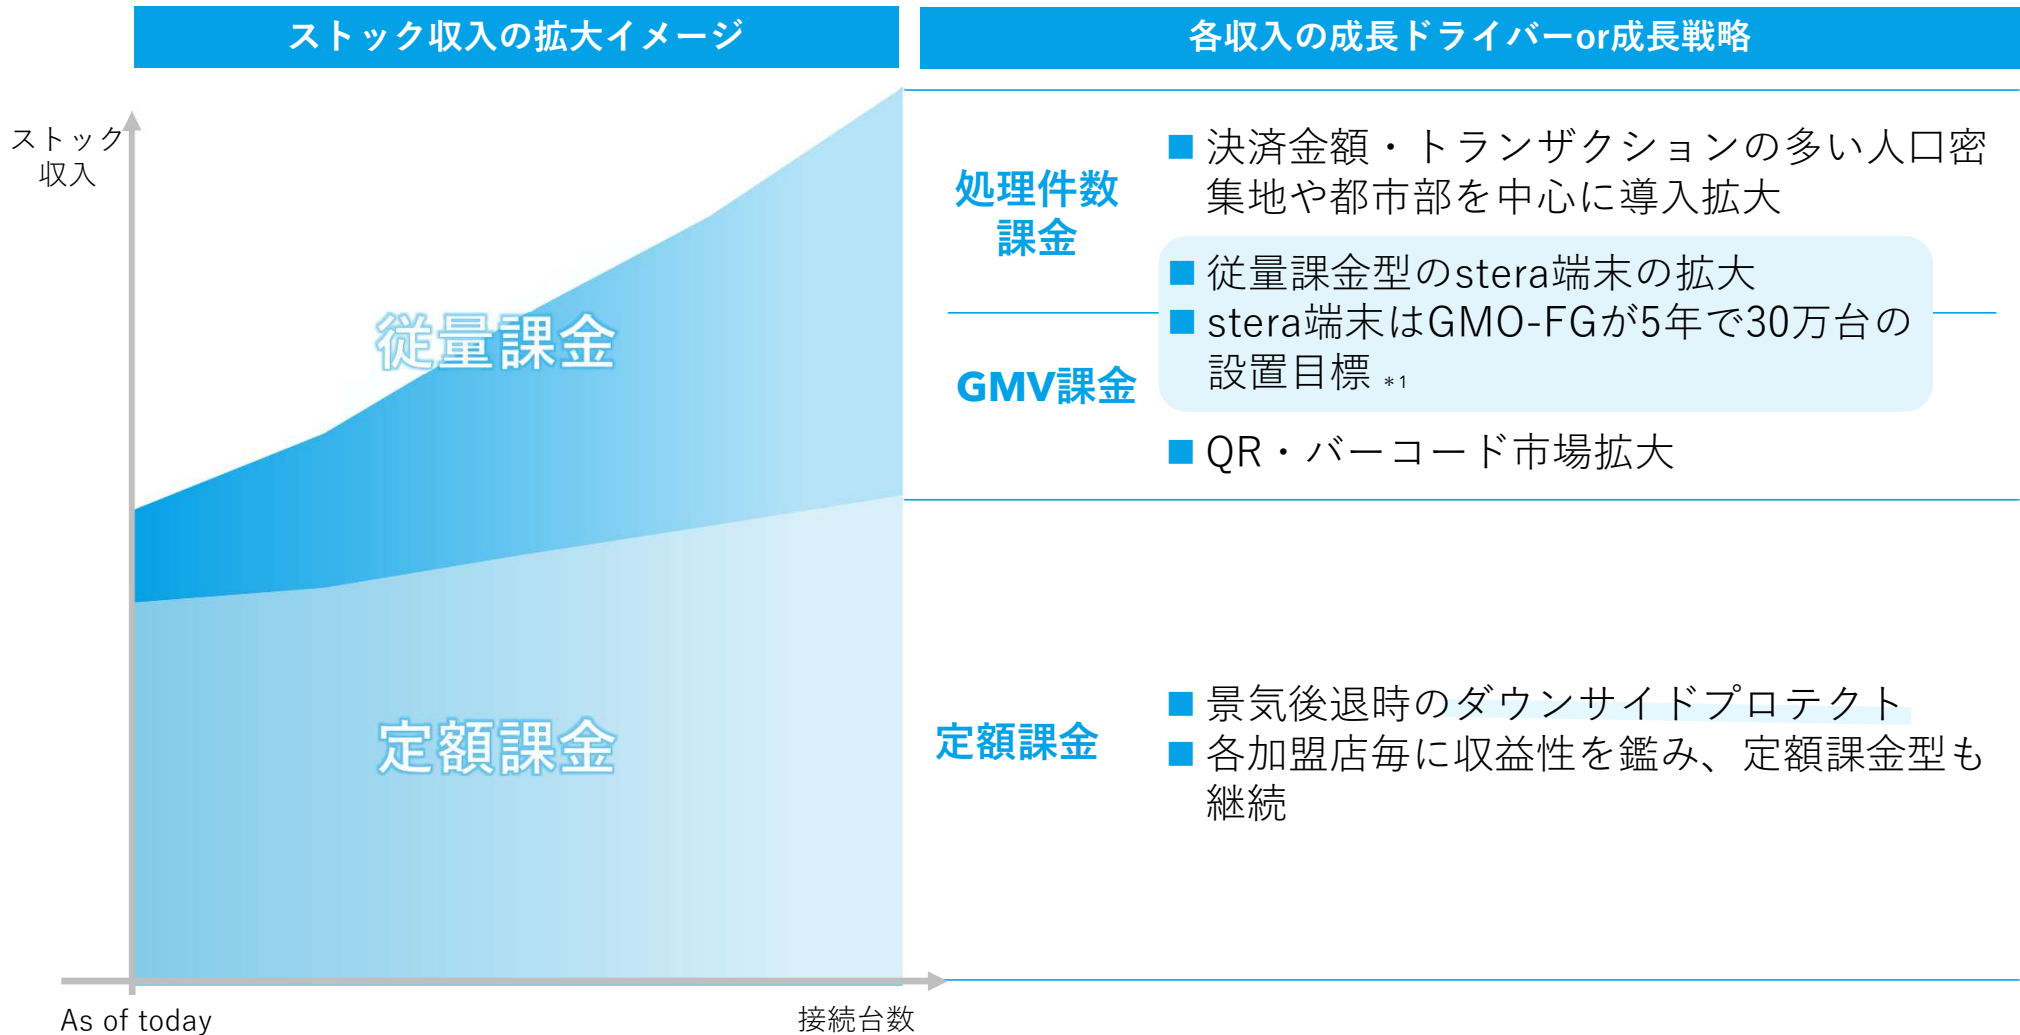 ストック収入の拡大イメージ
各収入の成長ドライバーor成長戦略
ストック
収入
従量課金
定額課金
As of today
接続台数
処理件数
課金
■ 決済金額・トランザクションの多い人口密
集地や都市部を中心に導入拡大
■ 従量課金型のstera端末の拡大
■ stera端末はGMO-FGが5年で30万台の
設置目標 *1
GMV課金
■ QR・バーコード市場拡大
定額課金
■ 景気後退時のダウンサイドプロテクト
■ 各加盟店毎に収益性を鑑み、定額課金型も
継続